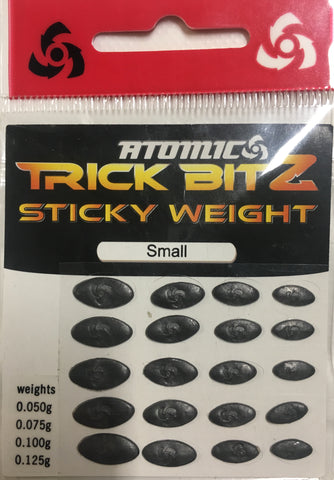 ATOMIC
TRICK BITZ
STICKY WEIGHT
Small
weights
0.050g
0.075g
0.100g
0.125g